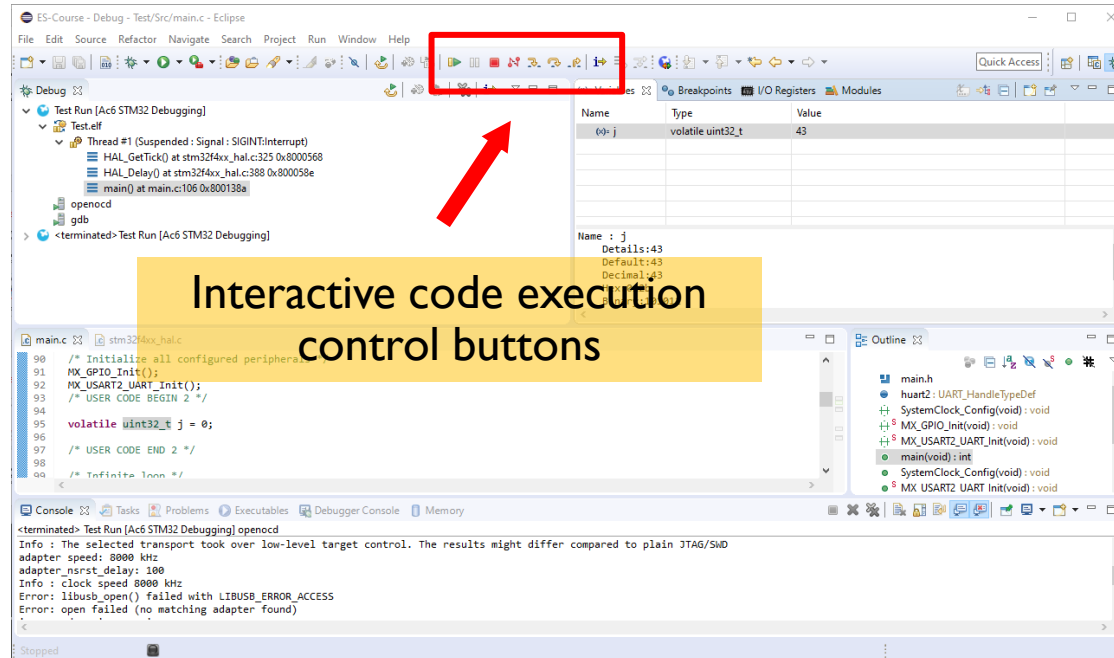 ES-Course - Debug - Test/Src/main.c - Eclipse
File Edit Source Refactor Navigate Search Project Run Window Help
Quick Access
Debug
Variables Breakpoints I/O Registers Modules
Test Run [Ac6 STM32 Debugging]
Test.elf
Thread #1 (Suspended : Signal : SIGINT:Interrupt)
HAL_GetTick() at stm32f4xx_hal.c:325 0x8000568
HAL_Delay() at stm32f4xx_hal.c:388 0x800058e
main() at main.c:106 0x800138a
openocd
gdb
<terminated> Test Run [Ac6 STM32 Debugging]
Name Type Value
(x)= j volatile uint32_t 43
Name : j
Details:43
Default:43
Decimal:43
Interactive code execution
control buttons
main.c stm32f4xx_hal.c
90 /* Initialize all configured peripherals
91 MX_GPIO_Init();
92 MX_USART2_UART_Init();
93 /* USER CODE BEGIN 2 */
94
95 volatile uint32_t j = 0;
96
97 /* USER CODE END 2 */
98
99 /* Infinite loop */
Outline
main.h
huart2 : UART_HandleTypeDef
SystemClock_Config(void) : void
MX_GPIO_Init(void) : void
MX_USART2_UART_Init(void) : void
main(void) : int
SystemClock_Config(void) : void
MX_USART2_UART_Init(void) : void
Console Tasks Problems Executables Debugger Console Memory
<terminated> Test Run [Ac6 STM32 Debugging] openocd
Info : The selected transport took over low-level target control. The results might differ compared to plain JTAG/SWD
adapter speed: 8000 kHz
adapter_nsrst_delay: 100
Info : clock speed 8000 kHz
Error: libusb_open() failed with LIBUSB_ERROR_ACCESS
Error: open failed (no matching adapter found)
Stopped